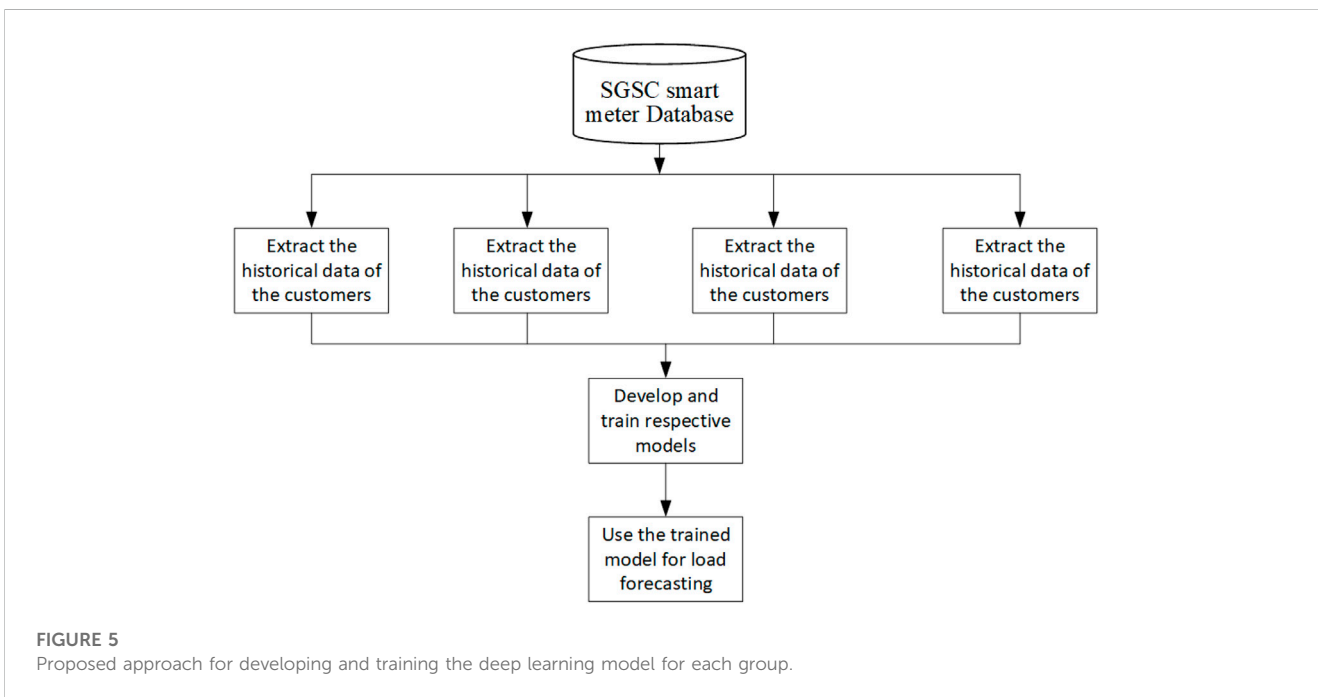 SGSC smart
meter Database
Extract the
historical data of
the customers
Extract the
historical data of
the customers
Extract the
historical data of
the customers
Extract the
historical data of
the customers
Develop and
train respective
models
Use the trained
model for load
forecasting
FIGURE 5
Proposed approach for developing and training the deep learning model for each group.